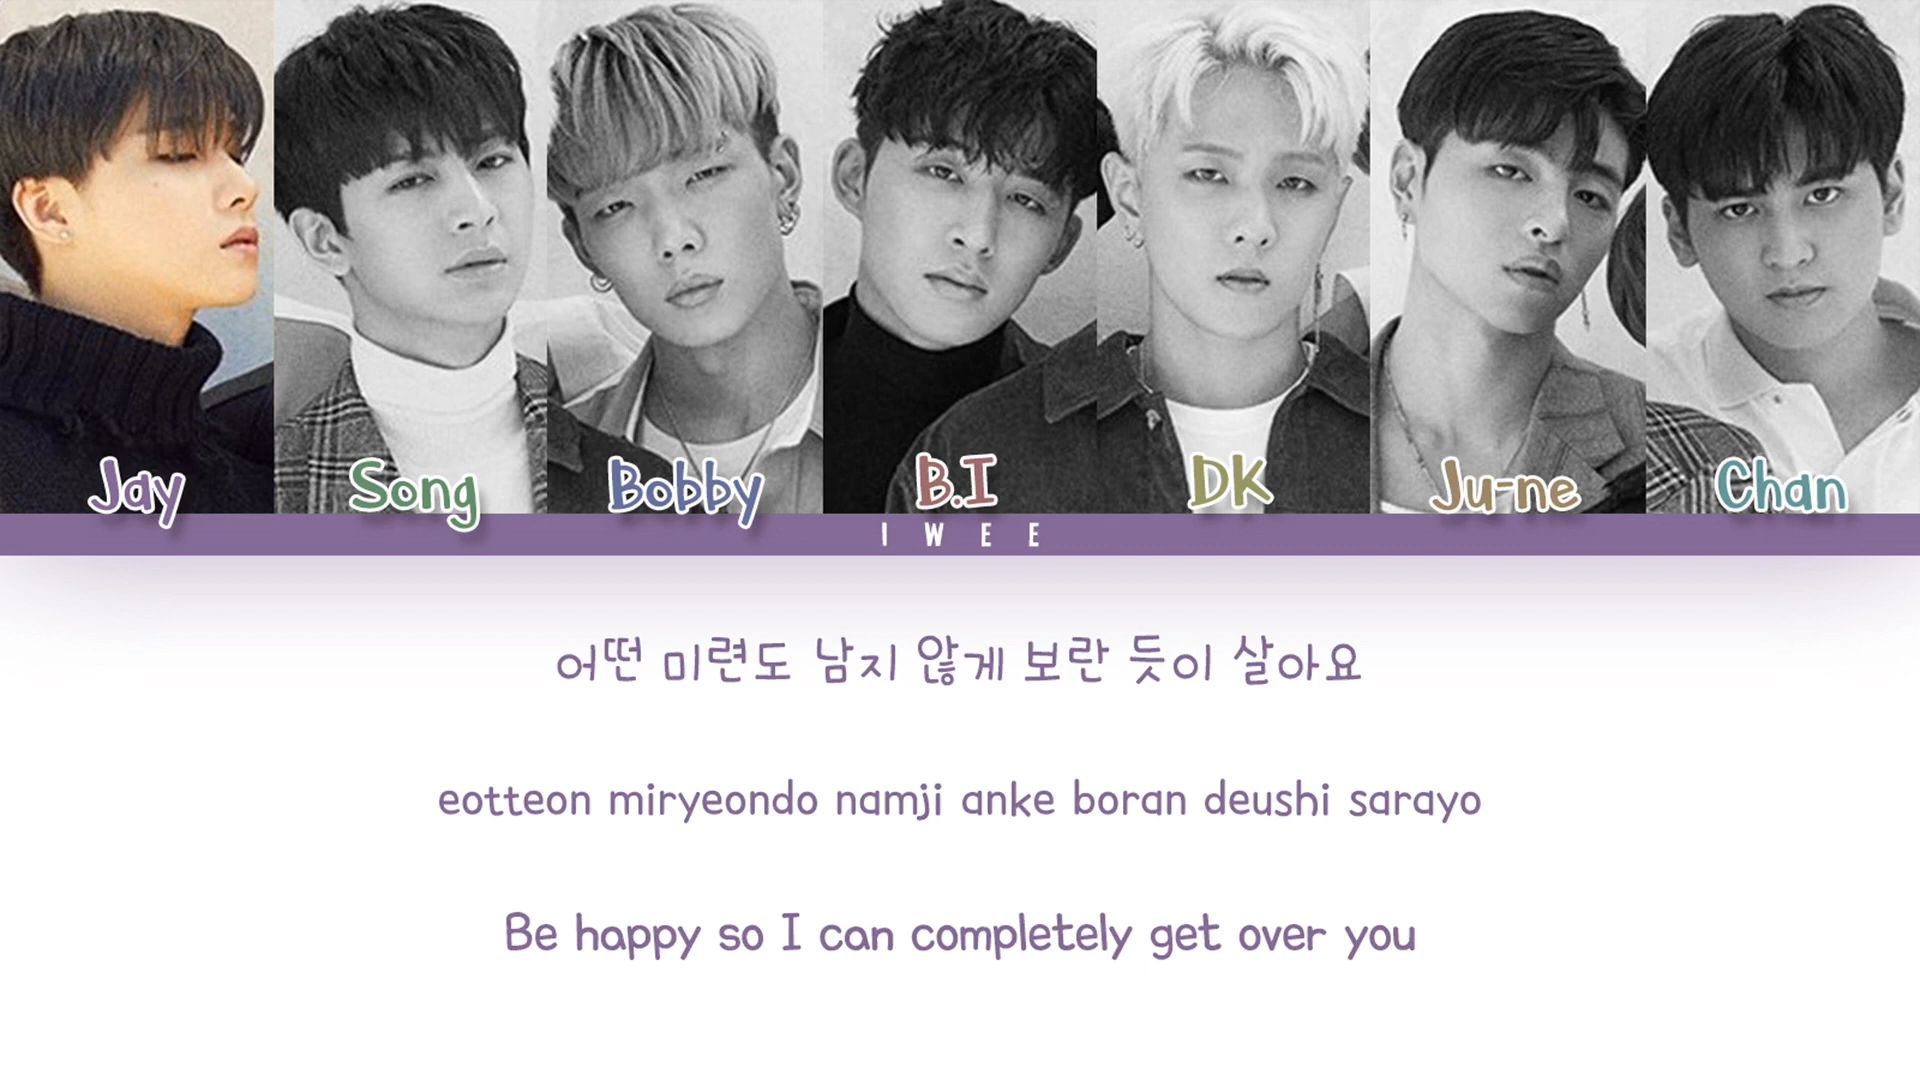 Jay Song Bobby B.I DK Ju-ne Chan
I WEE
어떤 미련도 남지 않게 보란 듯이 살아요
eotteon miryeondo namji anke boran deushi sarayo
Be happy so I can completely get over you